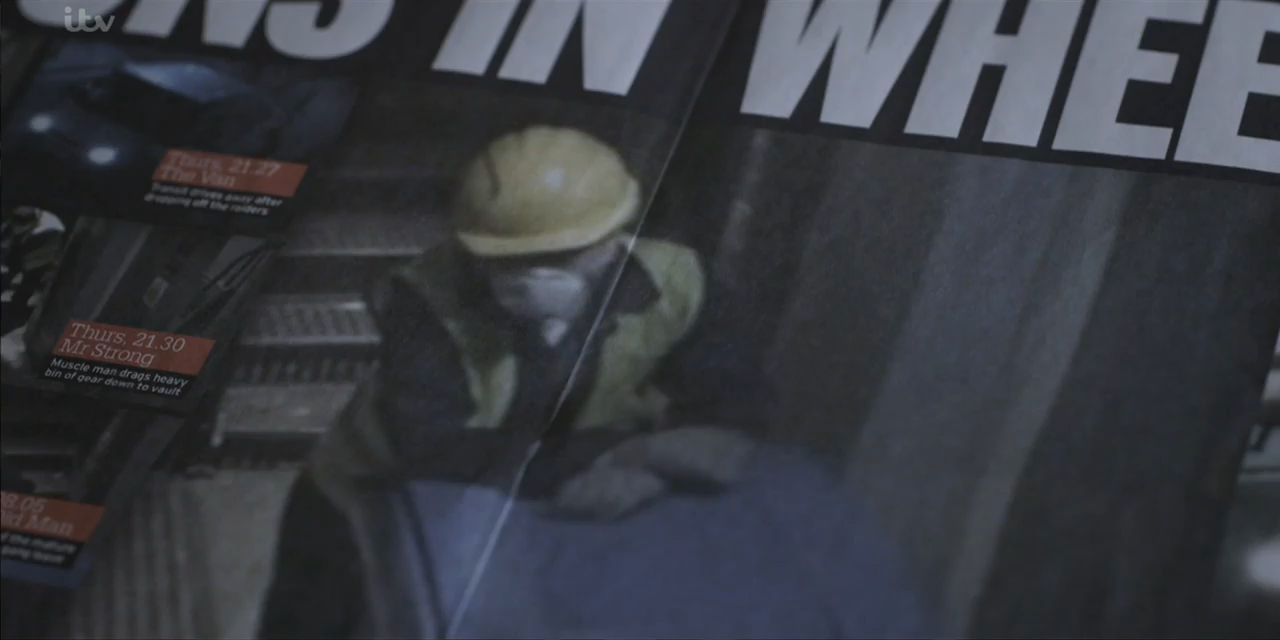 itv
IN WHEE
Thurs, 21.27
The Van
Transit drives away after
dropping off the raiders
Thurs, 21.30
Mr Strong
Muscle man drags heavy
bin of gear down to vault
Man